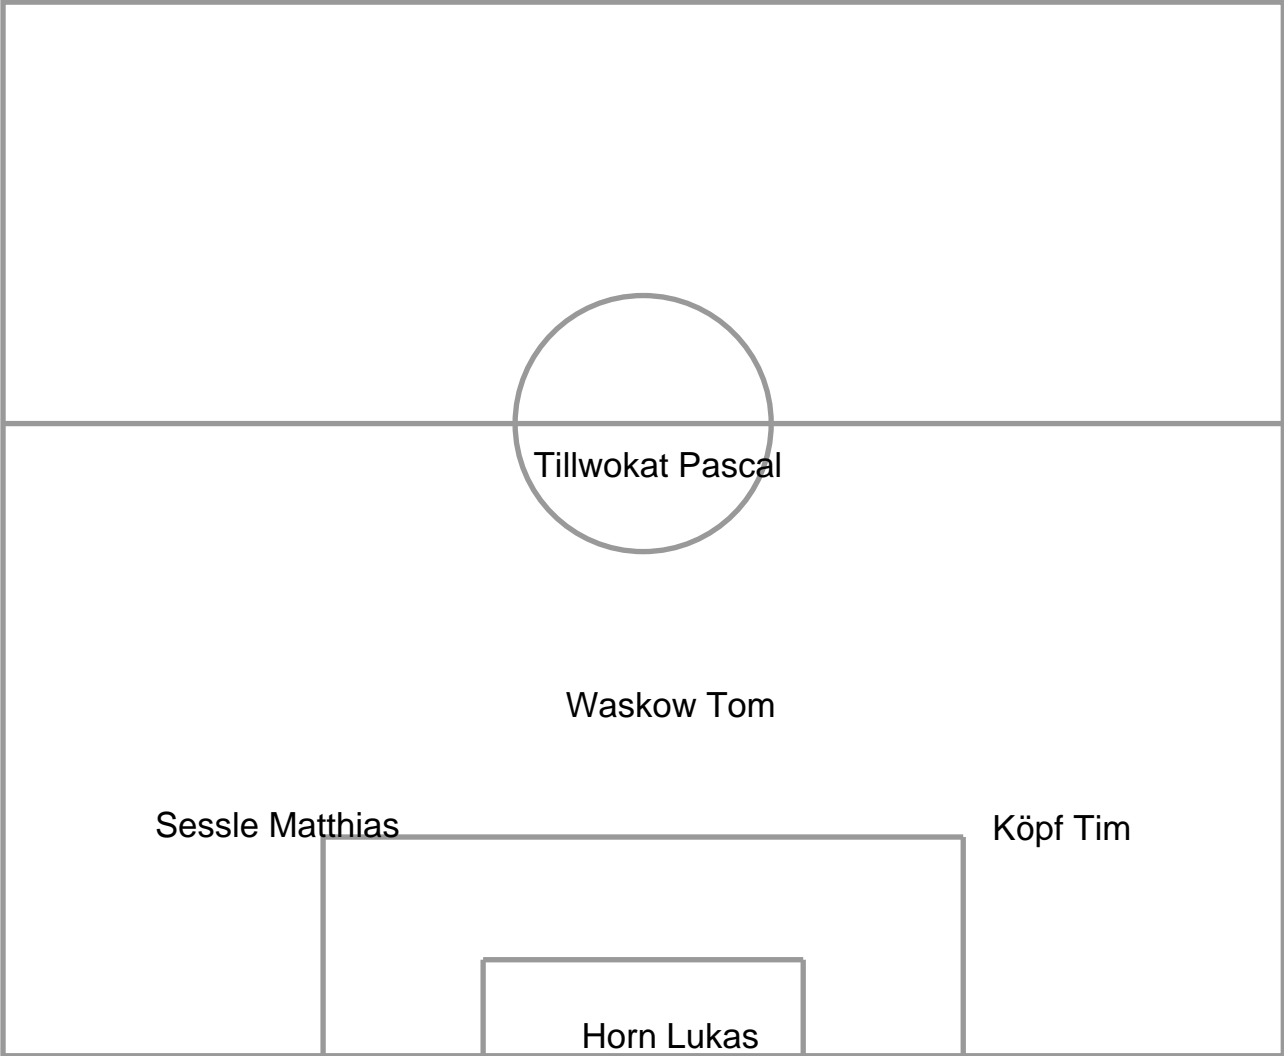 Tillwokat Pascal
Waskow Tom
Sessle Matthias
Köpf Tim
Horn Lukas